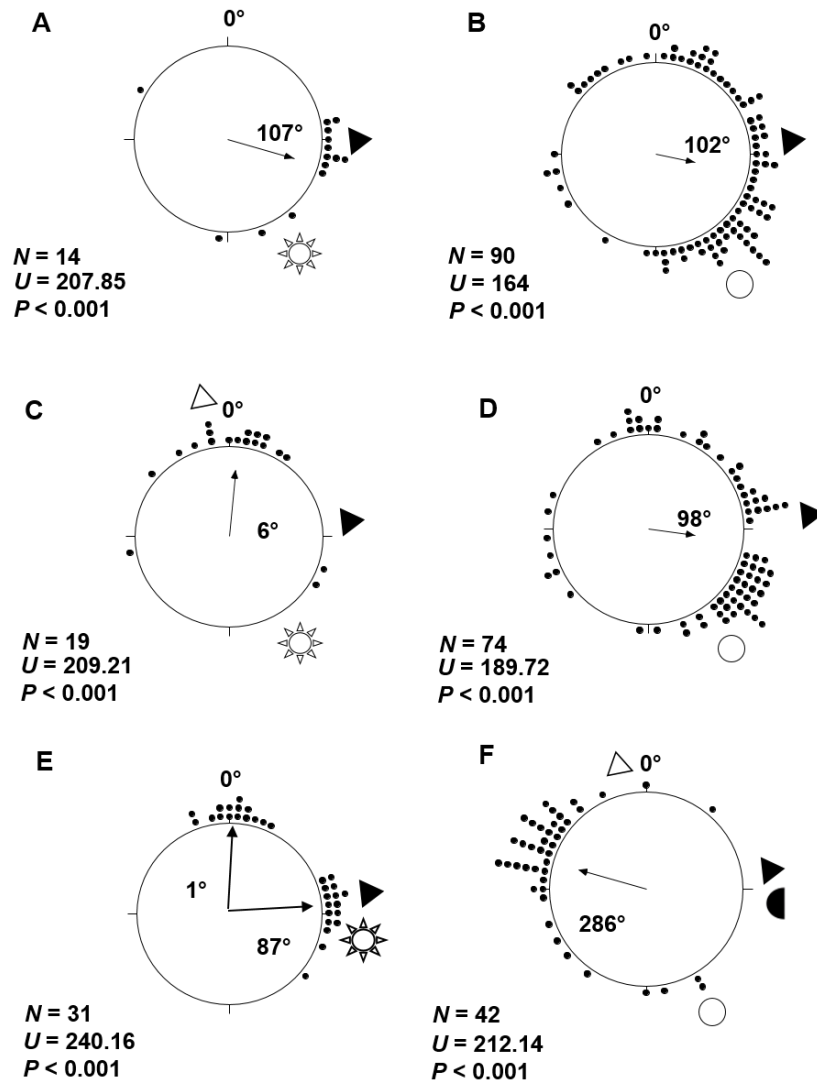 A
0°
107°
N = 14
U = 207.85
P < 0.001
B
0°
102°
N = 90
U = 164
P < 0.001
C
0°
6°
N = 19
U = 209.21
P < 0.001
D
0°
98°
N = 74
U = 189.72
P < 0.001
E
0°
1°
87°
N = 31
U = 240.16
P < 0.001
F
0°
286°
N = 42
U = 212.14
P < 0.001